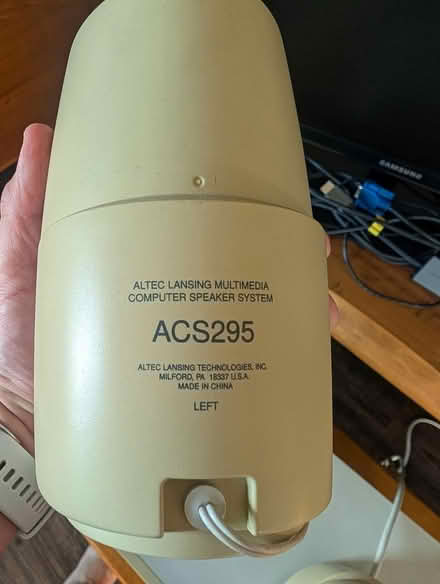 SAMSUNG
ALTEC LANSING MULTIMEDIA
COMPUTER SPEAKER SYSTEM
ACS295
ALTEC LANSING TECHNOLOGIES, INC.
MILFORD, PA 18337 U.S.A.
MADE IN CHINA
LEFT